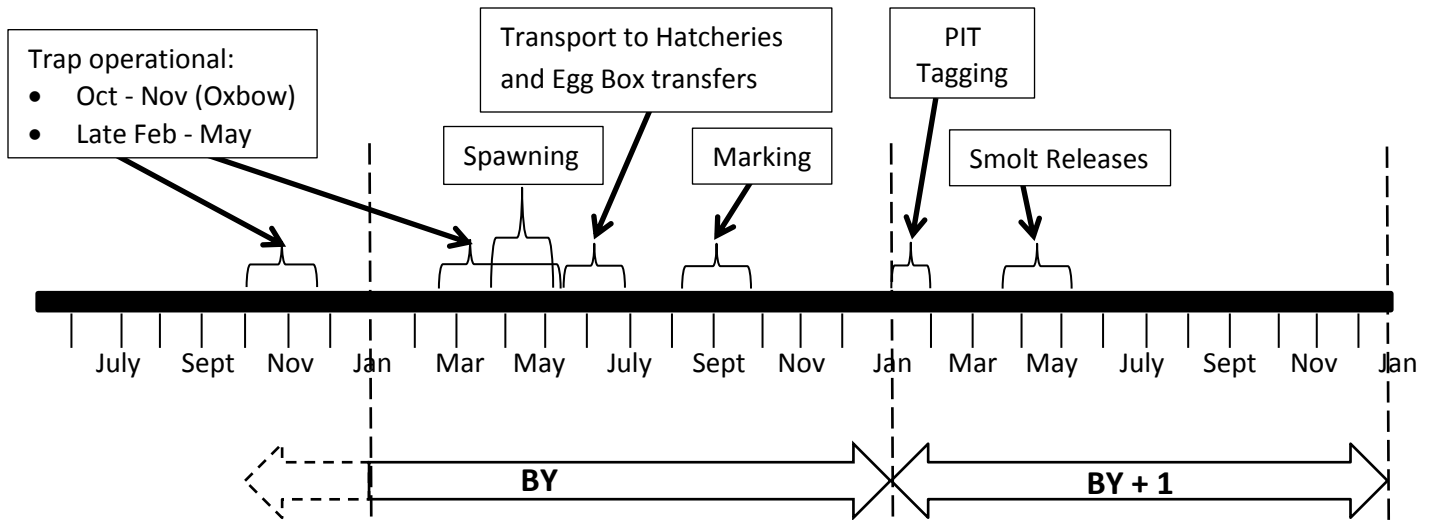 Trap operational:
• Oct - Nov (Oxbow)
• Late Feb - May
Transport to Hatcheries
and Egg Box transfers
PIT
Tagging
Spawning
Marking
Smolt Releases
July Sept Nov Jan Mar May July Sept Nov Jan Mar May July Sept Nov Jan
BY BY + 1